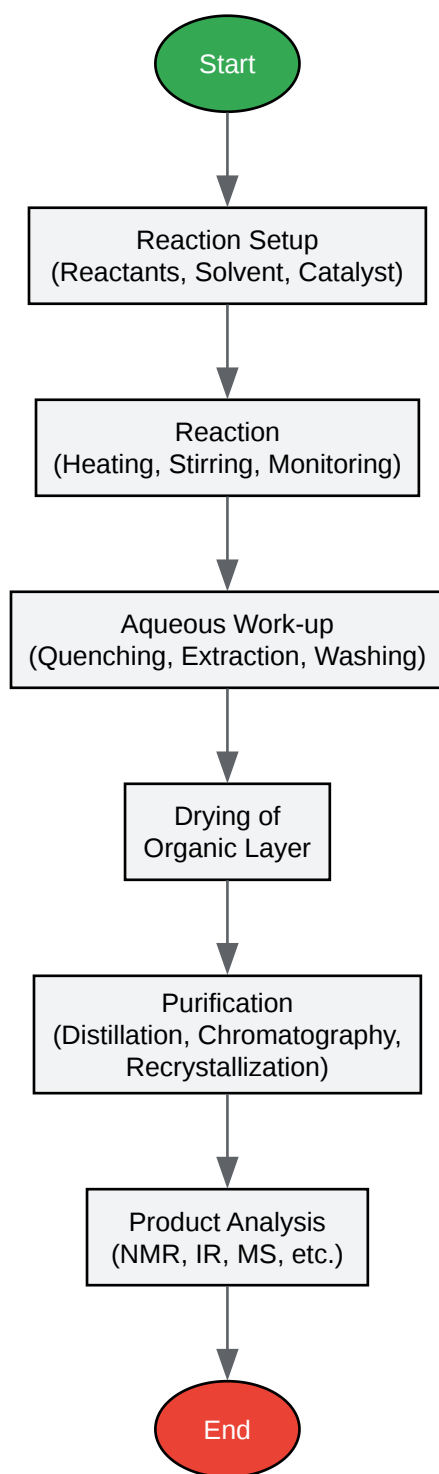 Start
Reaction Setup
(Reactants, Solvent, Catalyst)
Reaction
(Heating, Stirring, Monitoring)
Aqueous Work-up
(Quenching, Extraction, Washing)
Drying of
Organic Layer
Purification
(Distillation, Chromatography,
Recrystallization)
Product Analysis
(NMR, IR, MS, etc.)
End